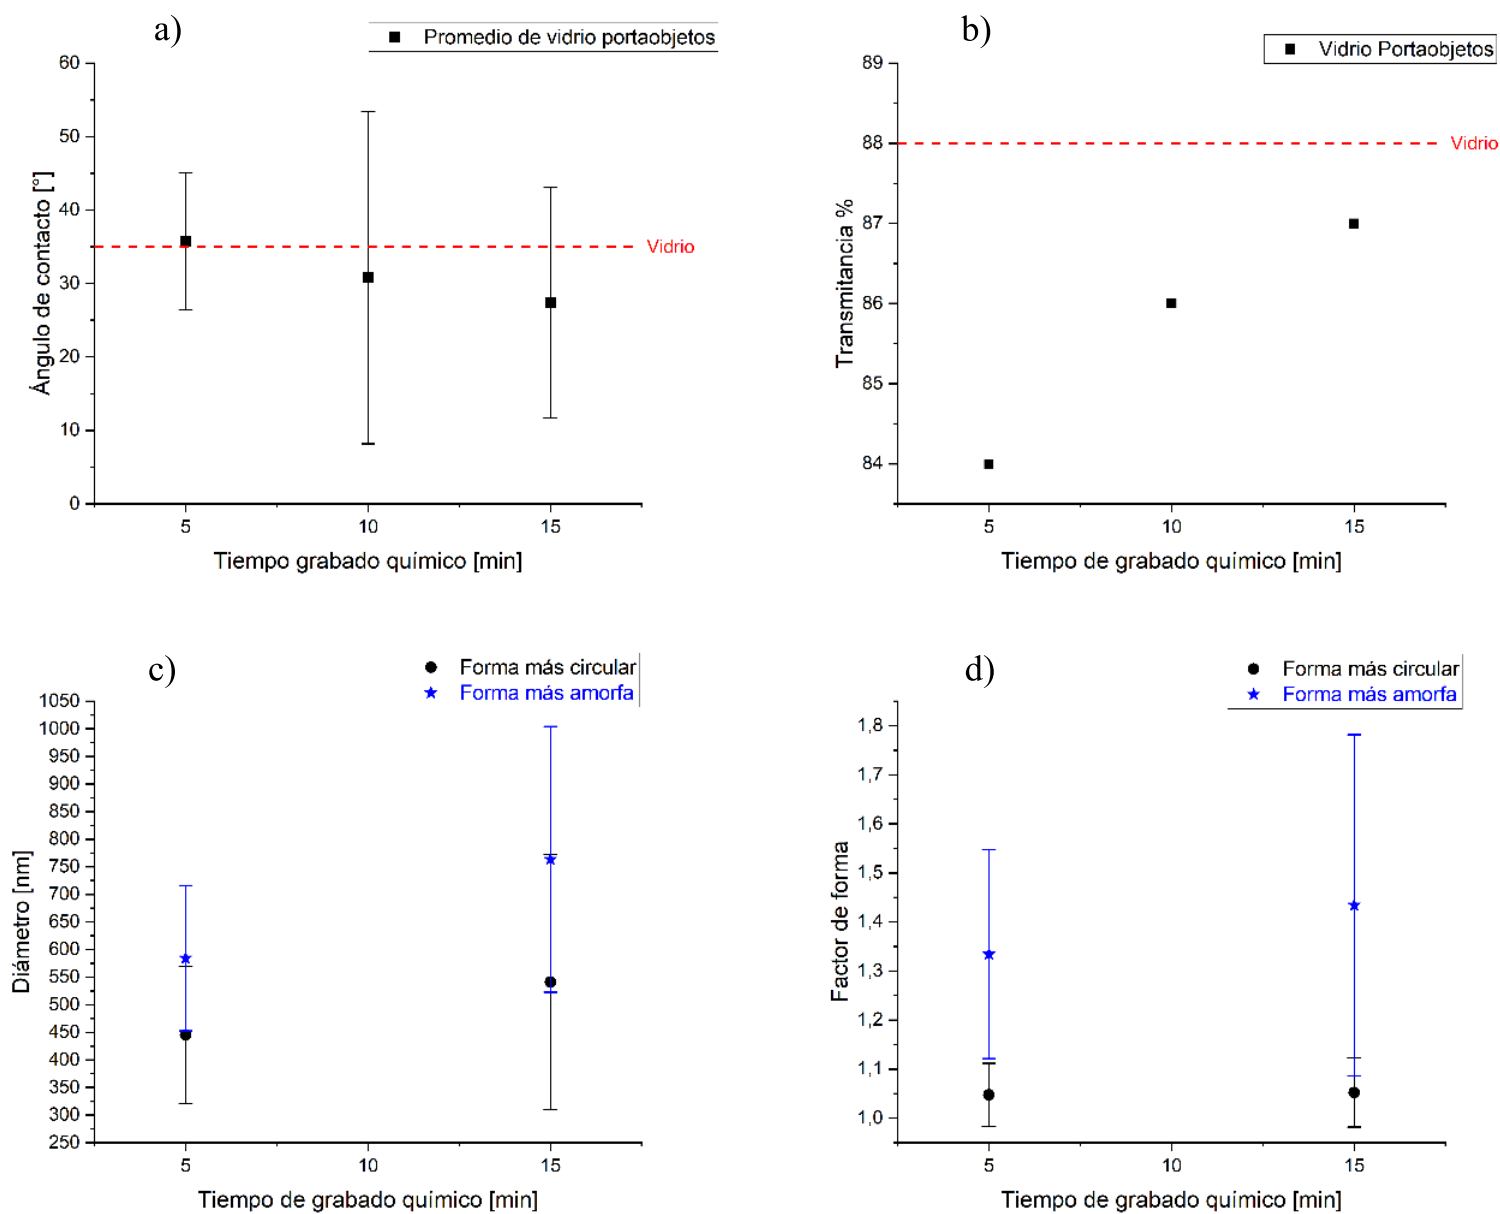 a)
Promedio de vidrio portaobjetos
60
50
40
30
20
10
0
Ángulo de contacto [°]
Vidrio
5 10 15
Tiempo grabado químico [min]
b)
Vidrio Portaobjetos
89
88
87
86
85
84
Transmitancia %
Vidrio
5 10 15
Tiempo de grabado químico [min]
c)
Forma más circular
Forma más amorfa
1050
1000
950
900
850
800
750
700
650
600
550
500
450
400
350
300
250
Diámetro [nm]
5 10 15
Tiempo de grabado químico [min]
d)
Forma más circular
Forma más amorfa
1,8
1,7
1,6
1,5
1,4
1,3
1,2
1,1
1,0
Factor de forma
5 10 15
Tiempo de grabado químico [min]